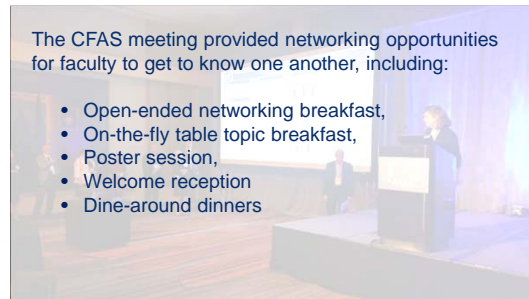 The CFAS meeting provided networking opportunities
for faculty to get to know one another, including:
• Open-ended networking breakfast,
• On-the-fly table topic breakfast,
• Poster session,
• Welcome reception
• Dine-around dinners